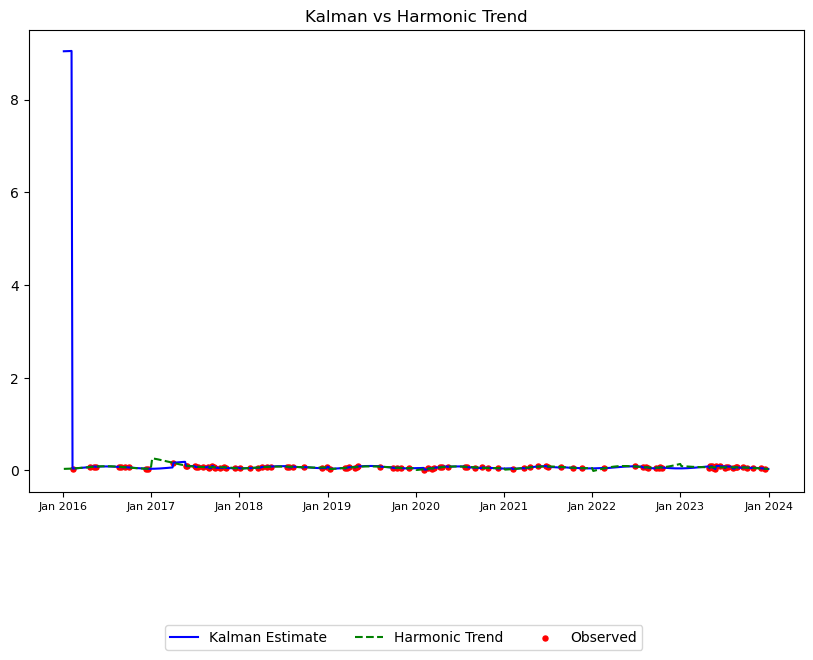 Kalman vs Harmonic Trend
8
6
4
2
0
Jan 2016 Jan 2017 Jan 2018 Jan 2019 Jan 2020 Jan 2021 Jan 2022 Jan 2023 Jan 2024
Kalman Estimate Harmonic Trend Observed